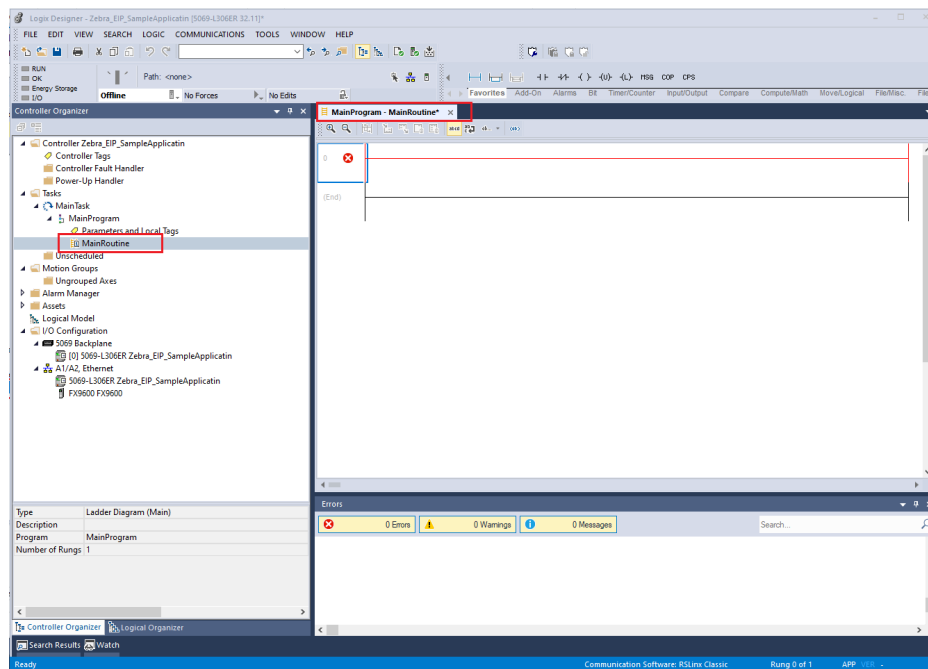 Logix Designer - Zebra_EIP_SampleApplicatin [5069-L306ER 32.11]*
FILE EDIT VIEW SEARCH LOGIC COMMUNICATIONS TOOLS WINDOW HELP
RUN
OK
Energy Storage
I/O
Path: <none>
Offline
No Forces
No Edits
MSG COP CPS
Favorites Add-On Alarms Bit Timer/Counter Input/Output Compare Compute/Math Move/Logical File/Misc. File
Controller Organizer
MainProgram - MainRoutine*
Controller Zebra_EIP_SampleApplicatin
Controller Tags
Controller Fault Handler
Power-Up Handler
Tasks
MainTask
MainProgram
Parameters and Local Tags
MainRoutine
Unscheduled
Motion Groups
Ungrouped Axes
Alarm Manager
Assets
Logical Model
I/O Configuration
5069 Backplane
[0] 5069-L306ER Zebra_EIP_SampleApplicatin
A1/A2, Ethernet
5069-L306ER Zebra_EIP_SampleApplicatin
FX9600 FX9600
0
(End)
Type Ladder Diagram (Main)
Description
Program MainProgram
Number of Rungs 1
Errors
0 Errors
0 Warnings
0 Messages
Search...
Controller Organizer
Logical Organizer
Search Results
Watch
Ready
Communication Software: RSLinx Classic
Rung 0 of 1
APP
VER